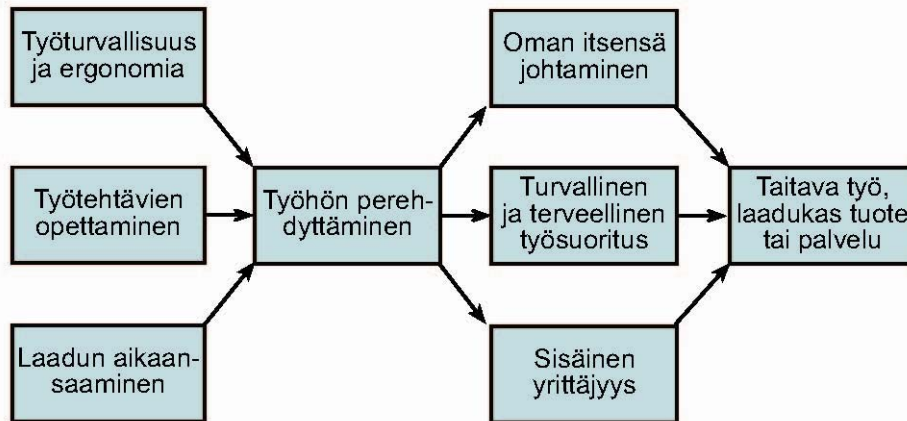 Työturvallisuus
ja ergonomia
Työtehtävien
opettaminen
Laadun aikaan-
saaminen
Työhön pereh-
dyttäminen
Oman itsensä
johtaminen
Turvallinen
ja terveellinen
työsuoritus
Sisäinen
yrittäjyys
Taitava työ,
laadukas tuote
tai palvelu